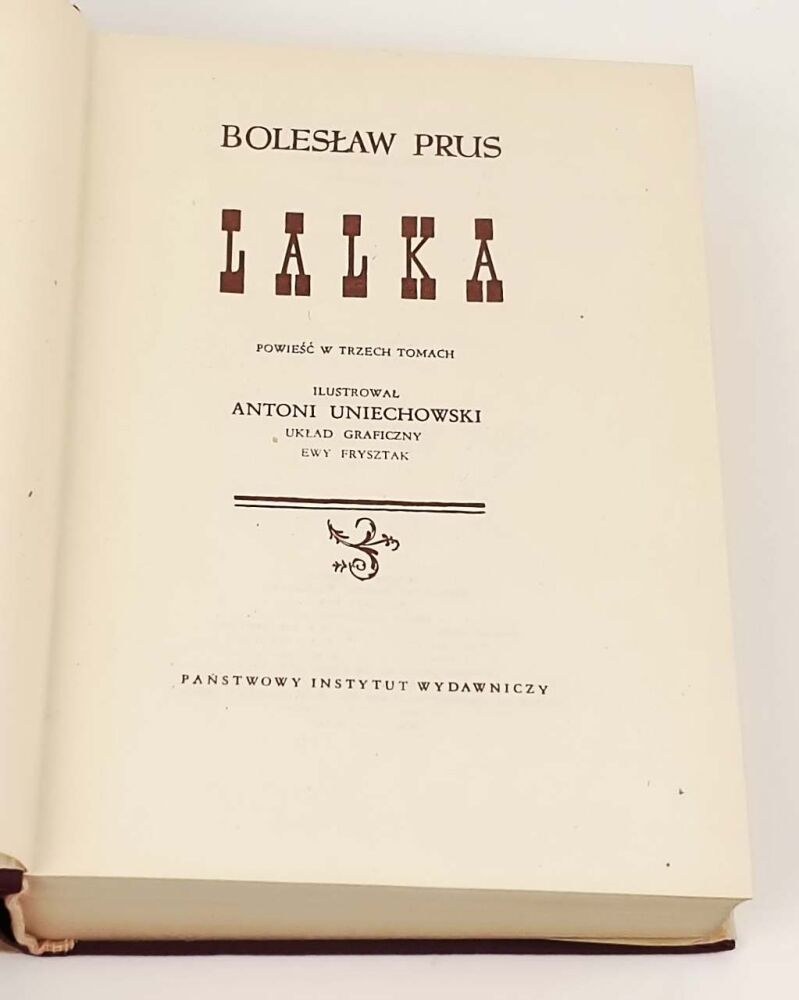 BOLESŁAW PRUS
LALKA
POWIEŚĆ W TRZECH TOMACH
ILUSTROWAŁ
ANTONI UNIECHOWSKI
UKŁAD GRAFICZNY
EWY FRYSZTAK
PAŃSTWOWY INSTYTUT WYDAWNICZY